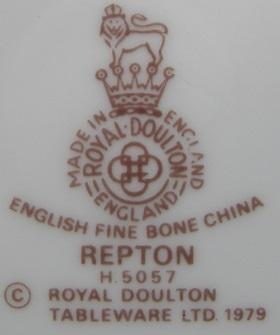 MADE IN ENGLAND
ROYAL·DOULTON
ENGLAND
ENGLISH FINE BONE CHINA
REPTON
H.5057
© ROYAL DOULTON
TABLEWARE LTD. 1979